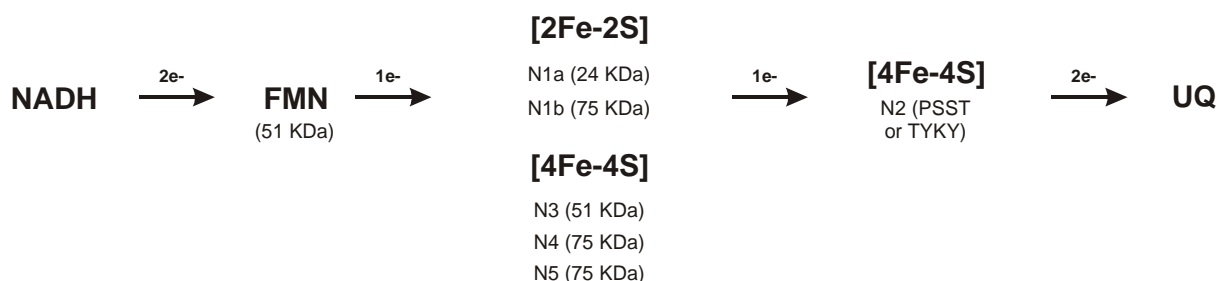 [2Fe-2S]
N1a (24 KDa)
N1b (75 KDa)
NADH
2e-
FMN
(51 KDa)
1e-
1e-
[4Fe-4S]
N2 (PSST
or TYKY)
2e-
UQ
[4Fe-4S]
N3 (51 KDa)
N4 (75 KDa)
N5 (75 KDa)